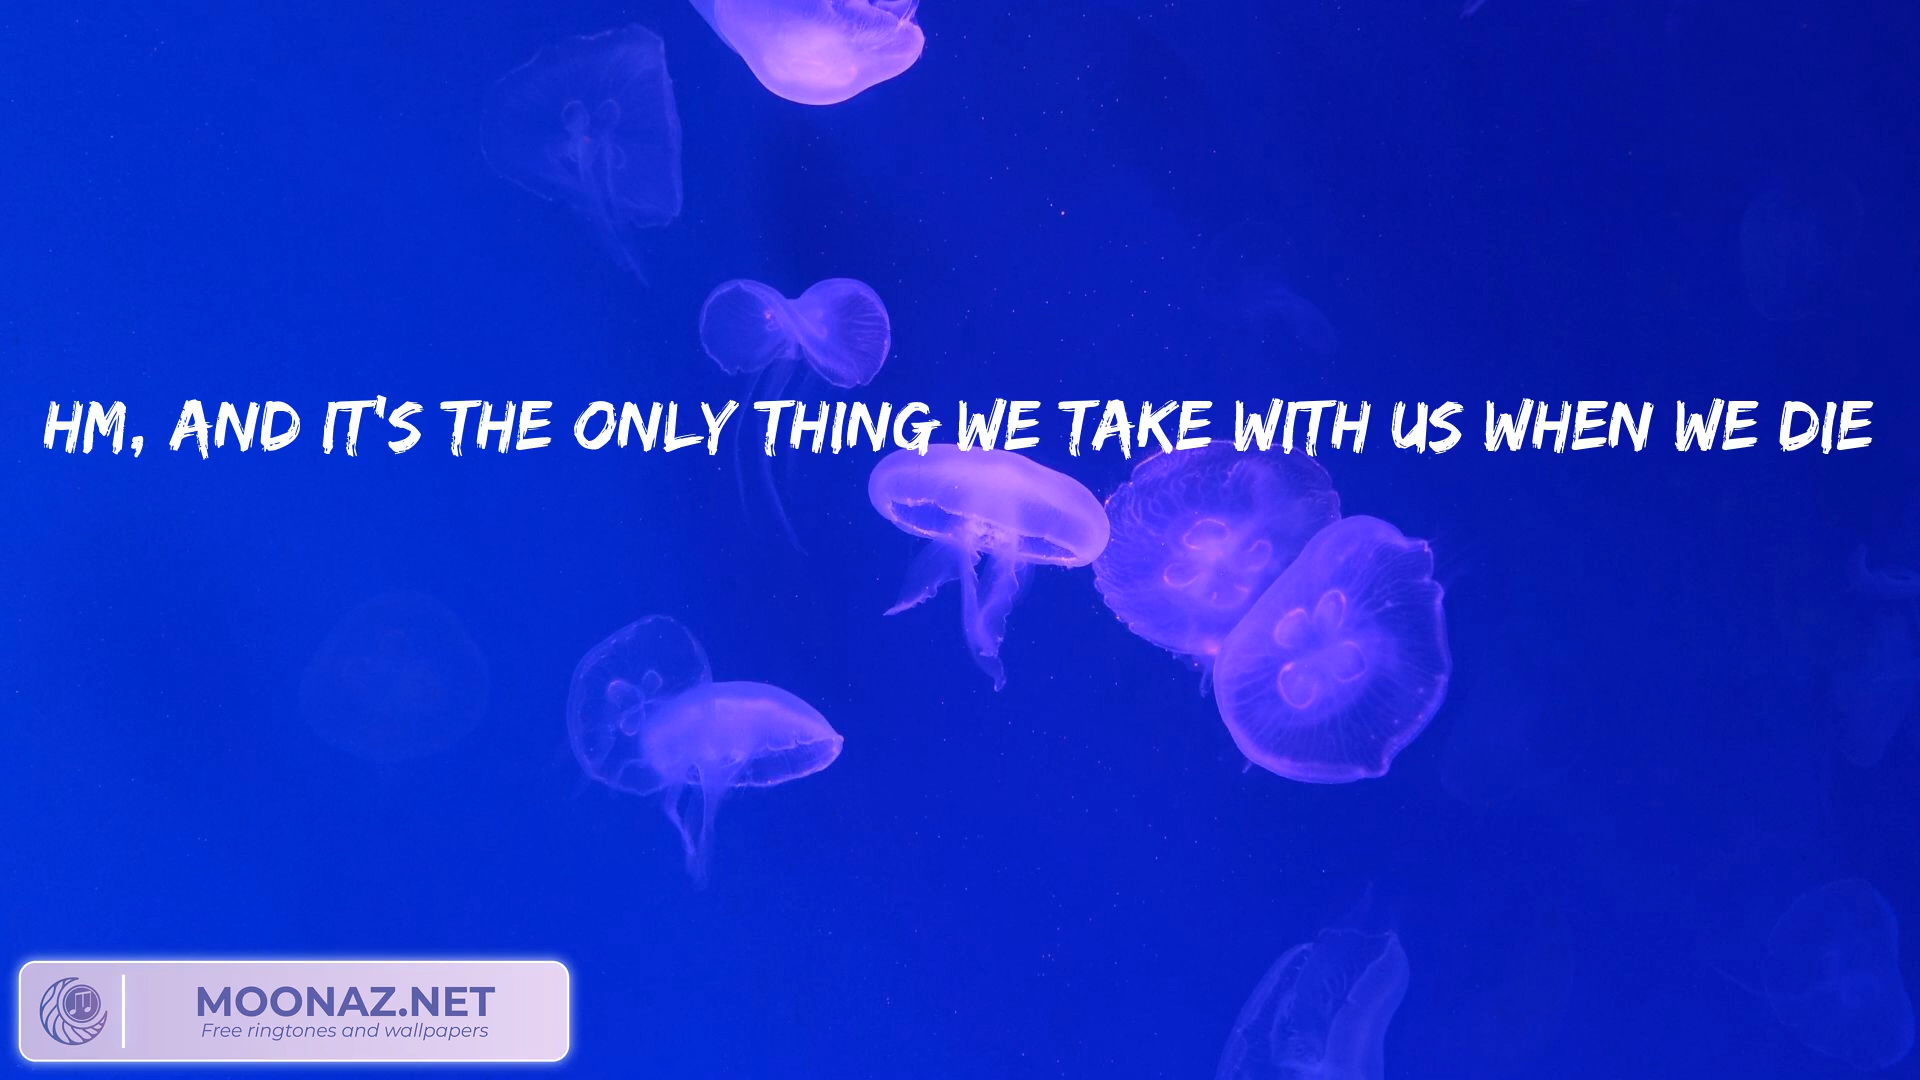 HM, AND IT'S THE ONLY THING WE TAKE WITH US WHEN WE DIE
MOONAZ.NET
Free ringtones and wallpapers